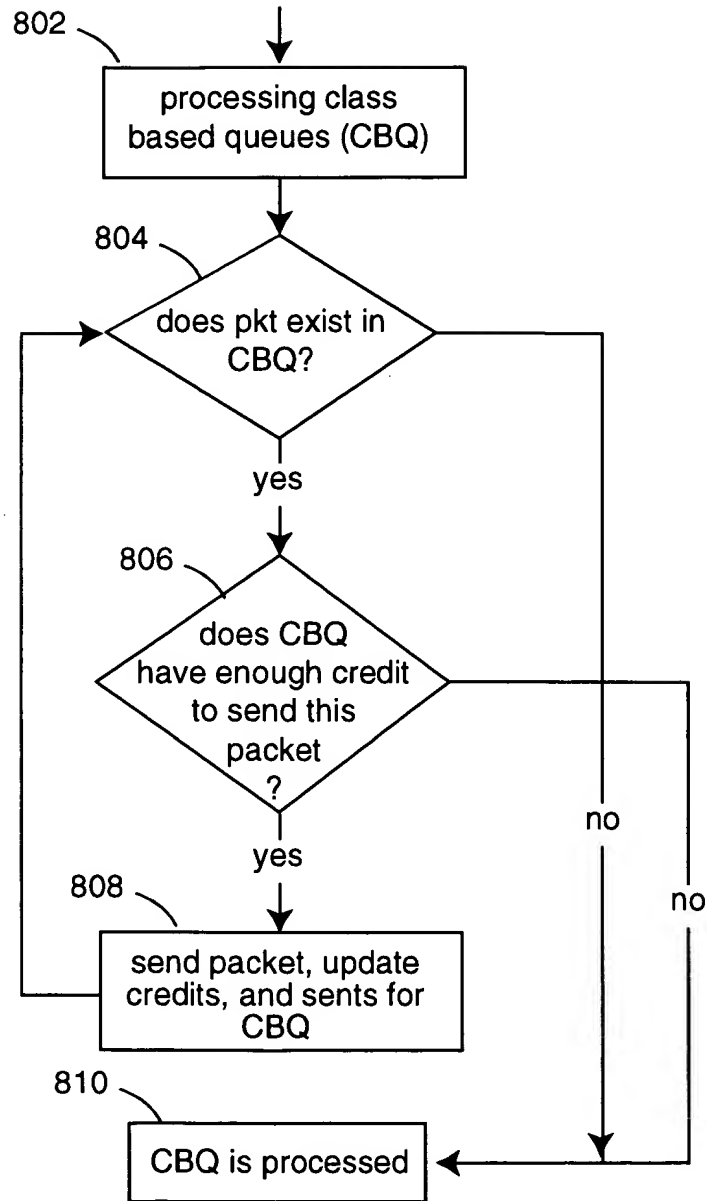 802
processing class
based queues (CBQ)
804
does pkt exist in
CBQ?
yes
806
does CBQ
have enough credit
to send this
packet
?
yes
no
no
808
send packet, update
credits, and sents for
CBQ
810
CBQ is processed